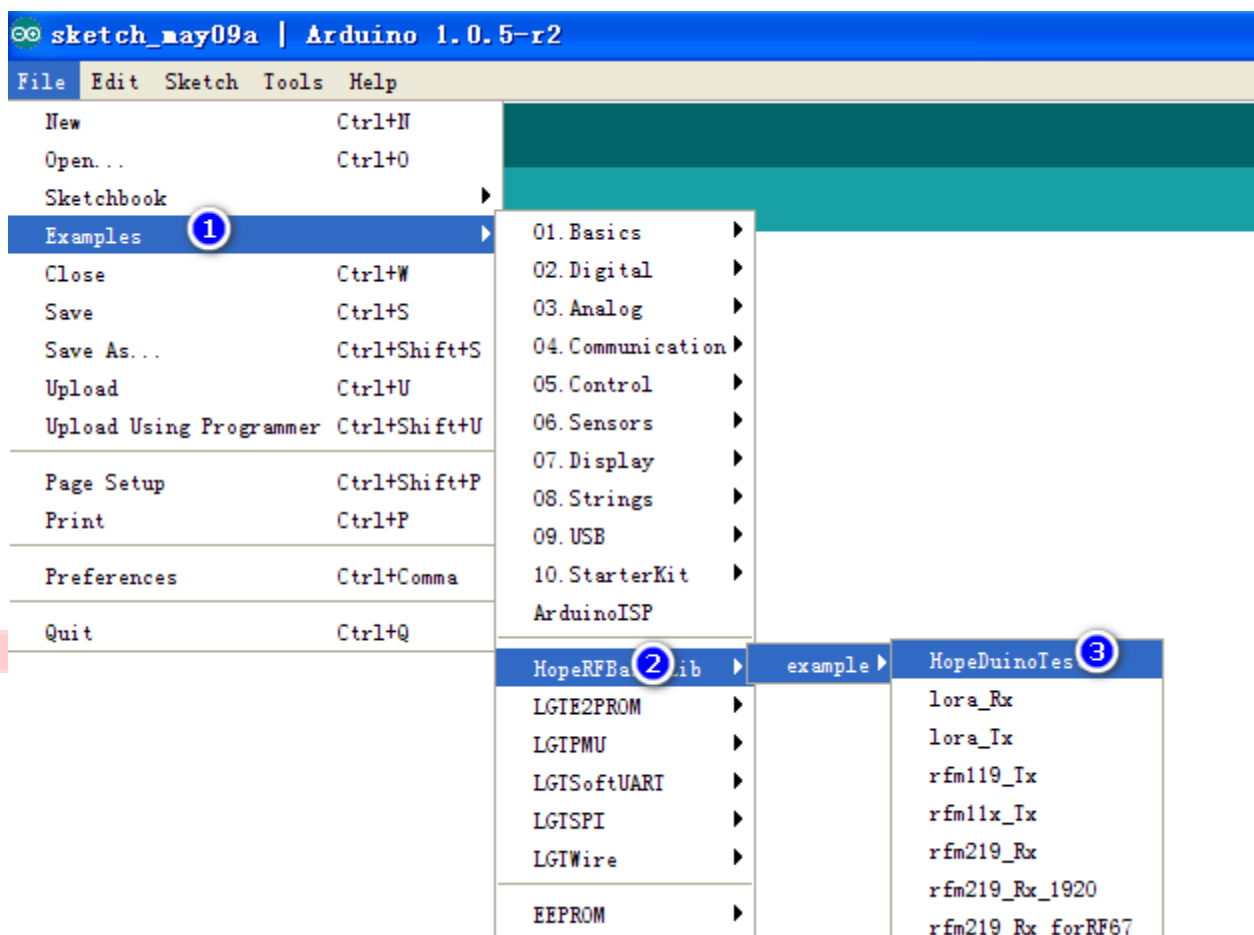 sketch_may09a | Arduino 1.0.5-r2
File Edit Sketch Tools Help
New Ctrl+N
Open... Ctrl+O
Sketchbook
Examples 1
Close Ctrl+W
Save Ctrl+S
Save As... Ctrl+Shift+S
Upload Ctrl+U
Upload Using Programmer Ctrl+Shift+U
Page Setup Ctrl+Shift+P
Print Ctrl+P
Preferences Ctrl+Comma
Quit Ctrl+Q
01.Basics
02.Digital
03.Analog
04.Communication
05.Control
06.Sensors
07.Display
08.Strings
09.USB
10.StarterKit
ArduinoISP
2
LGTE2PROM
LGTPMU
LGTSoftUART
LGTSPI
LGTWire
EEPROM
example
HopeDuinoTes 3
lora_Rx
lora_Tx
rfm119_Tx
rfm11x_Tx
rfm219_Rx
rfm219_Rx_1920
rfm219_Rx_forRF67